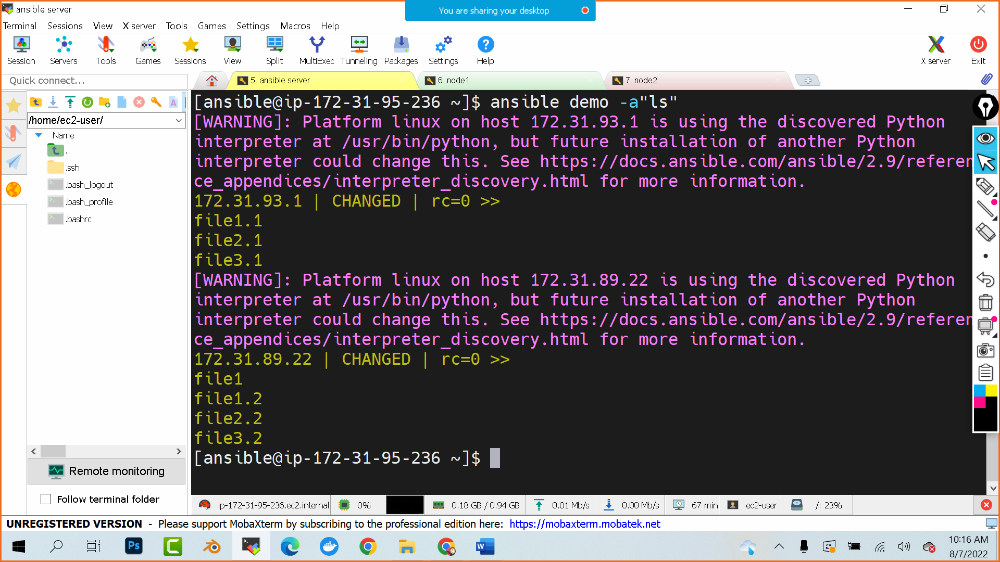 ansible server
You are sharing your desktop
Terminal Sessions View X server Tools Games Settings Macros Help
Session Servers Tools Games Sessions View Split MultiExec Tunneling Packages Settings Help X server Exit
Quick connect...
5. ansible server
6. node1
7. node2
/home/ec2-user/
Name
..
.ssh
.bash_logout
.bash_profile
.bashrc
Remote monitoring
Follow terminal folder
[ansible@ip-172-31-95-236 ~]$ ansible demo -a"ls"
[WARNING]: Platform linux on host 172.31.93.1 is using the discovered Python
interpreter at /usr/bin/python, but future installation of another Python
interpreter could change this. See https://docs.ansible.com/ansible/2.9/referen
ce_appendices/interpreter_discovery.html for more information.
172.31.93.1 | CHANGED | rc=0 >>
file1.1
file2.1
file3.1
[WARNING]: Platform linux on host 172.31.89.22 is using the discovered Python
interpreter at /usr/bin/python, but future installation of another Python
interpreter could change this. See https://docs.ansible.com/ansible/2.9/referen
ce_appendices/interpreter_discovery.html for more information.
172.31.89.22 | CHANGED | rc=0 >>
file1
file1.2
file2.2
file3.2
[ansible@ip-172-31-95-236 ~]$
ip-172-31-95-236.ec2.internal 0% 0.18 GB / 0.94 GB 0.01 Mb/s 0.00 Mb/s 67 min ec2-user /: 23%
UNREGISTERED VERSION - Please support MobaXterm by subscribing to the professional edition here: https://mobaxterm.mobatek.net
Ps
W
10:16 AM
8/7/2022